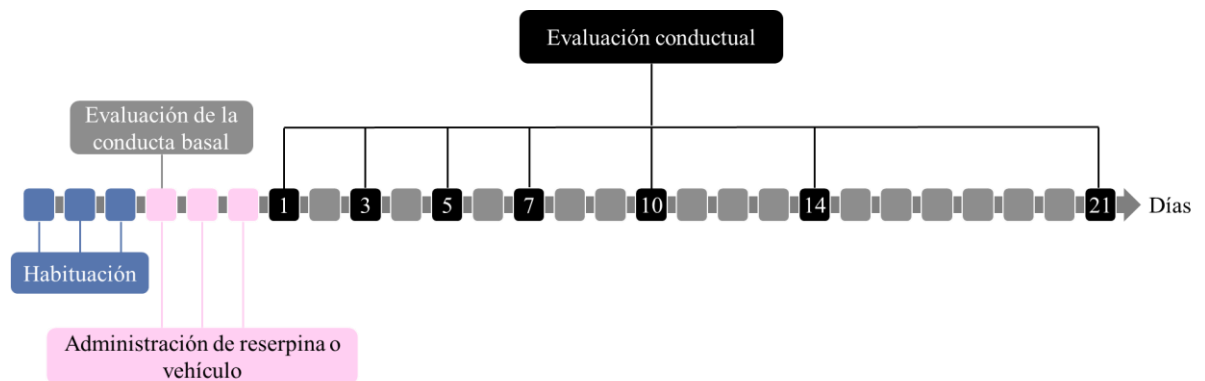 Evaluación conductual
Evaluación de la
conducta basal
1 3 5 7 10 14 21 Días
Habituación
Administración de reserpina o
vehículo